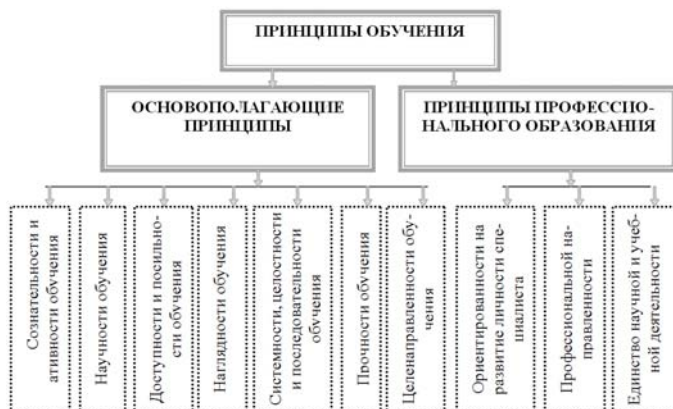 ПРИНЦИПЫ ОБУЧЕНИЯ
ОСНОВОПОЛАГАЮЩИЕ
ПРИНЦИПЫ
ПРИНЦИПЫ ПРОФЕССИО-
НАЛЬНОГО ОБРАЗОВАНИЯ
Сознательности и
ативности обучения
Научности обучения
Доступности и посильно-
сти обучения
Наглядности обучения
Системности, целостности
и последовательности
обучения
Прочности обучения
Целенаправленности обу-
чения
Ориентированности на
развитие личности спе-
циалиста
Профессиональной на-
правленности
Единство научной и учеб-
ной деятельности